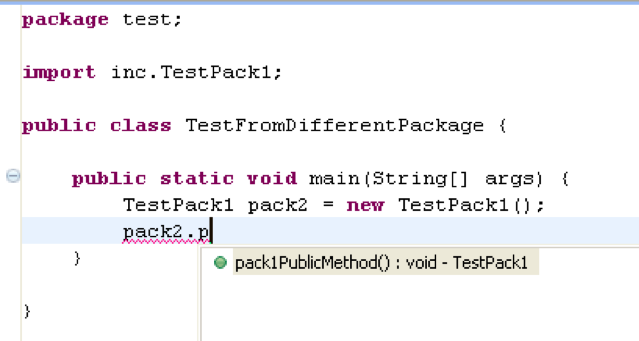 package test;
import inc.TestPack1;
public class TestFromDifferentPackage {
public static void main(String[] args) {
TestPack1 pack2 = new TestPack1();
pack2.p
pack1PublicMethod() : void - TestPack1
}
}